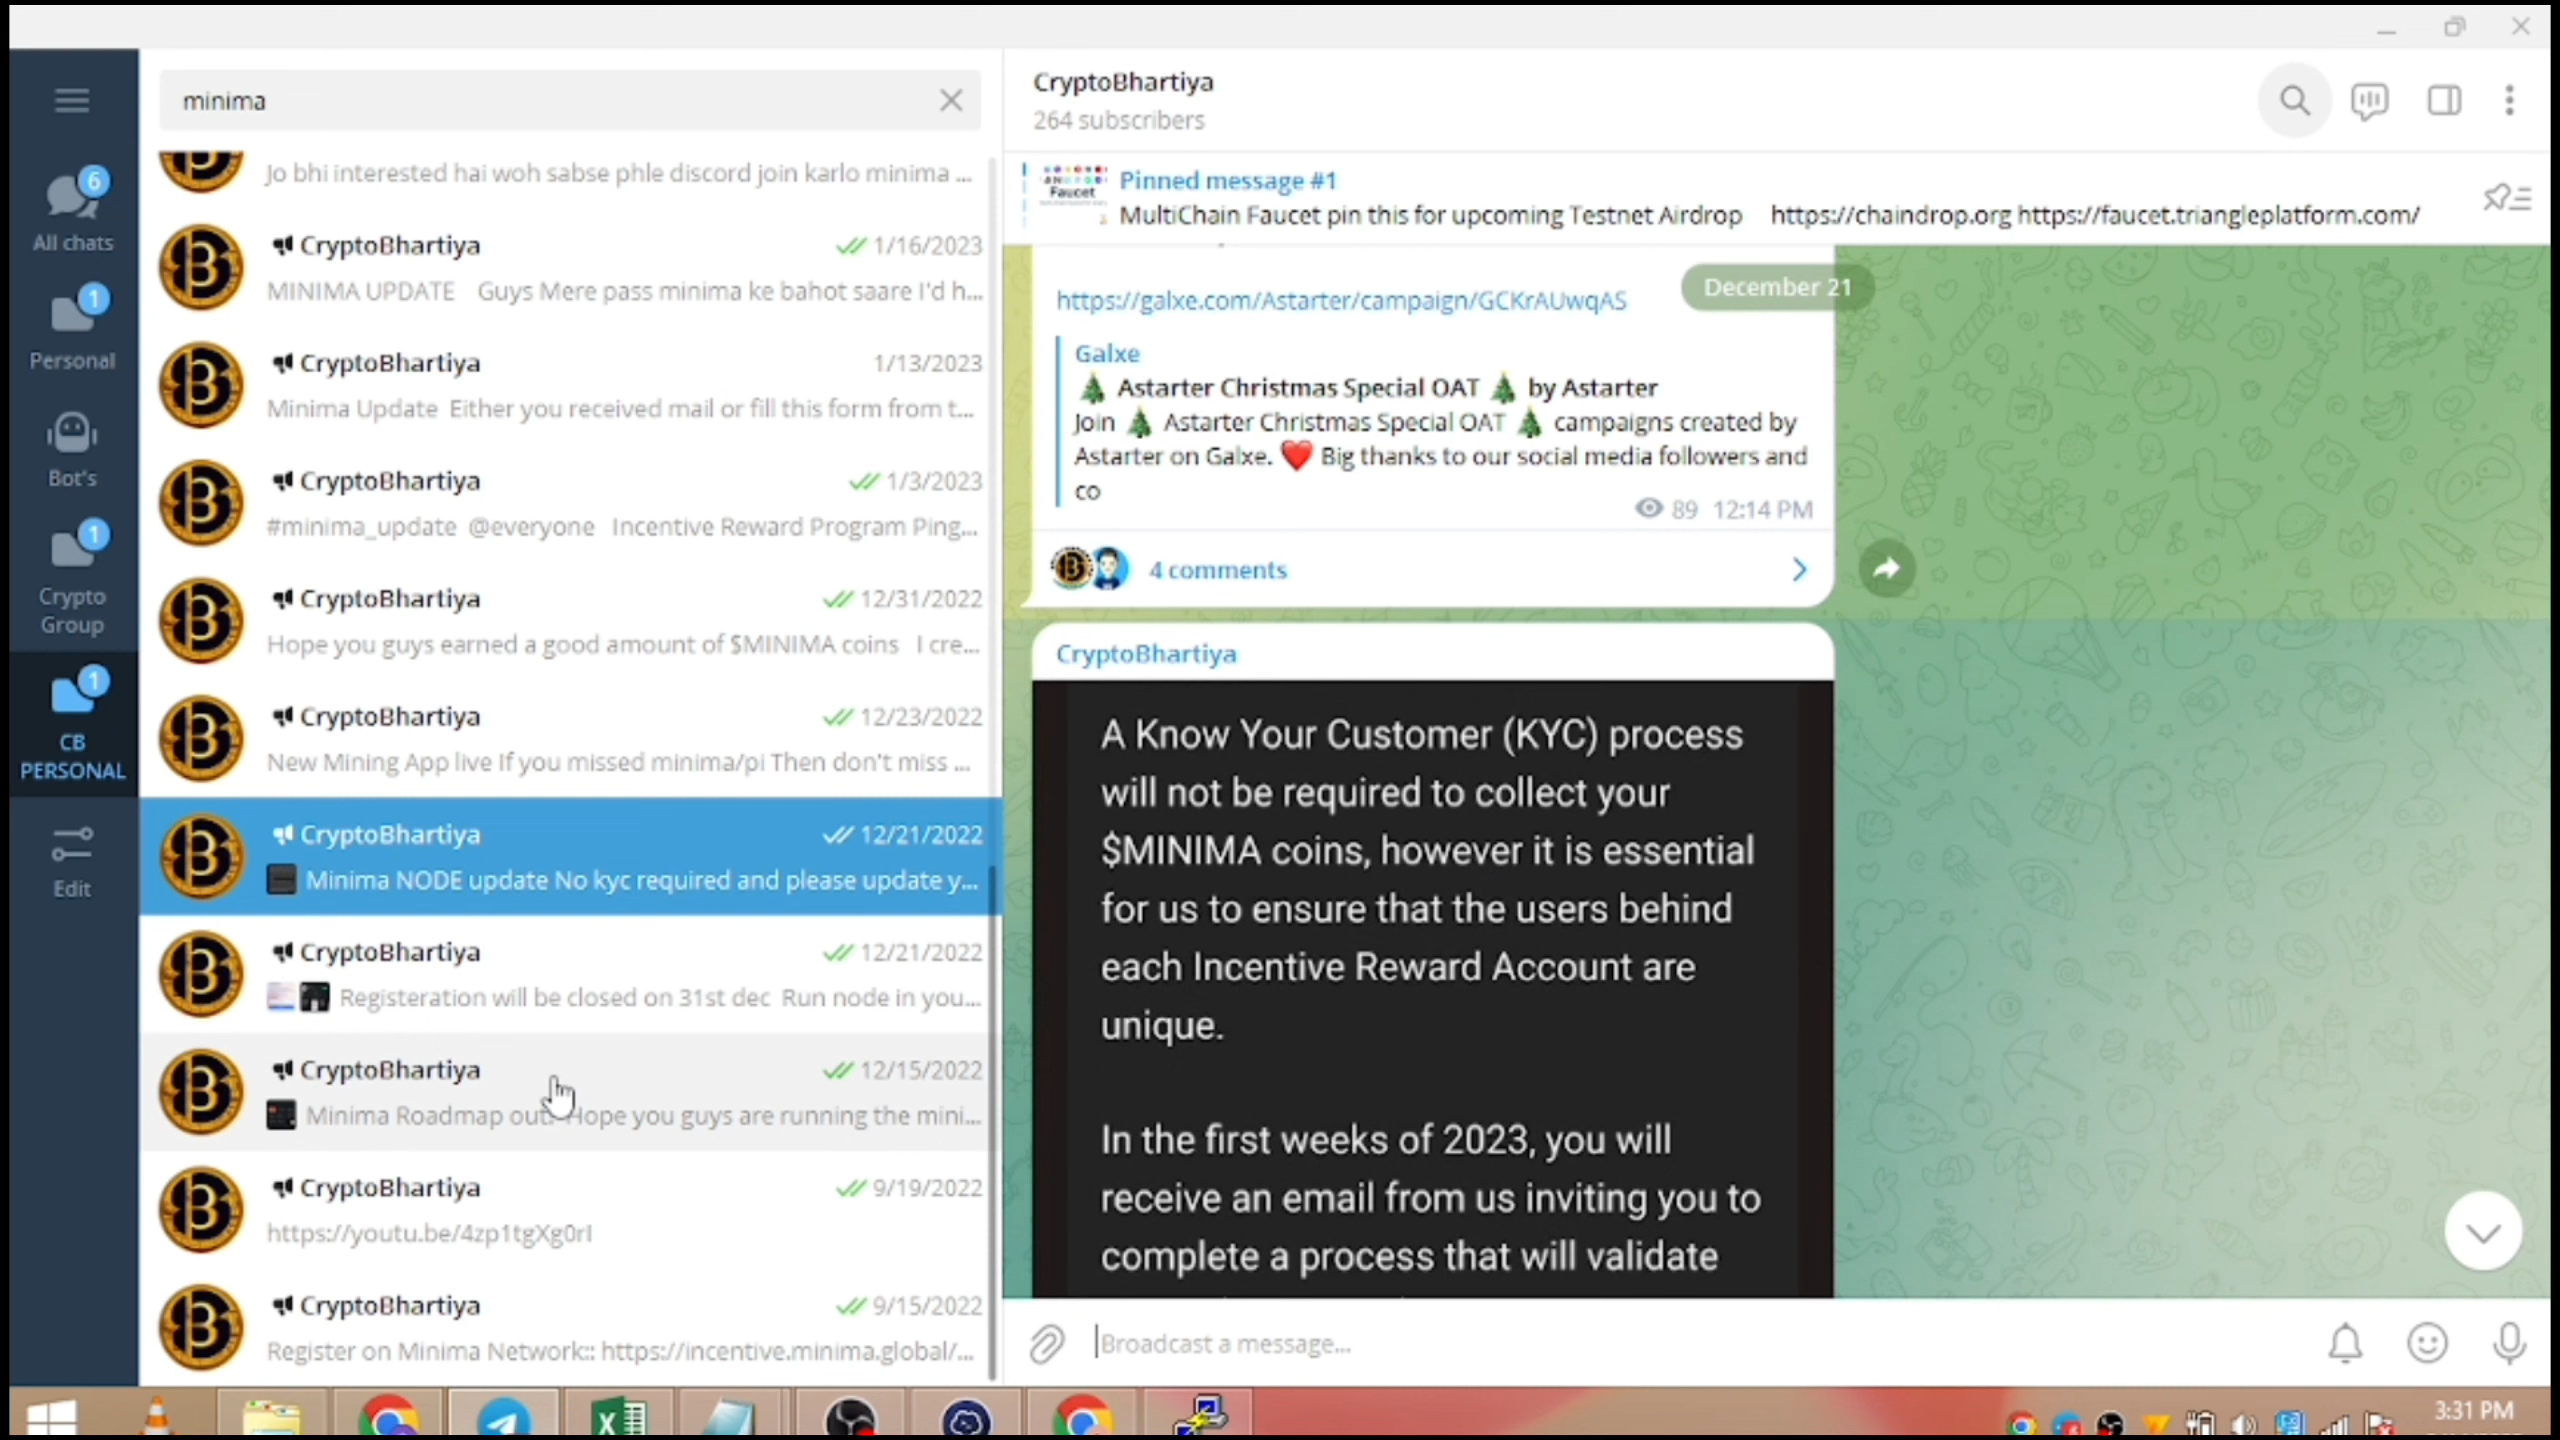 minima
6
All chats
1
Personal
Bot's
1
Crypto
Group
1
CB
PERSONAL
Edit
Jo bhi interested hai woh sabse phle discord join karlo minima ...
CryptoBhartiya 1/16/2023
MINIMA UPDATE Guys Mere pass minima ke bahot saare I'd h...
CryptoBhartiya 1/13/2023
Minima Update Either you received mail or fill this form from t...
CryptoBhartiya 1/3/2023
#minima_update @everyone Incentive Reward Program Ping...
CryptoBhartiya 12/31/2022
Hope you guys earned a good amount of $MINIMA coins I cre...
CryptoBhartiya 12/23/2022
New Mining App live If you missed minima/pi Then don't miss ...
CryptoBhartiya 12/21/2022
Minima NODE update No kyc required and please update y...
CryptoBhartiya 12/21/2022
Registeration will be closed on 31st dec Run node in you...
CryptoBhartiya 12/15/2022
Minima Roadmap out. Hope you guys are running the mini...
CryptoBhartiya 9/19/2022
https://youtu.be/4zp1tgXg0rI
CryptoBhartiya 9/15/2022
Register on Minima Network:: https://incentive.minima.global/...
CryptoBhartiya
264 subscribers
Faucet
Pinned message #1
MultiChain Faucet pin this for upcoming Testnet Airdrop https://chaindrop.org https://faucet.triangleplatform.com/
December 21
https://galxe.com/Astarter/campaign/GCKrAUwqAS
Galxe
🎄 Astarter Christmas Special OAT 🎄 by Astarter
Join 🎄 Astarter Christmas Special OAT 🎄 campaigns created by
Astarter on Galxe. ❤️ Big thanks to our social media followers and
co
89 12:14 PM
4 comments
CryptoBhartiya
A Know Your Customer (KYC) process
will not be required to collect your
$MINIMA coins, however it is essential
for us to ensure that the users behind
each Incentive Reward Account are
unique.
In the first weeks of 2023, you will
receive an email from us inviting you to
complete a process that will validate
Broadcast a message...
3:31 PM